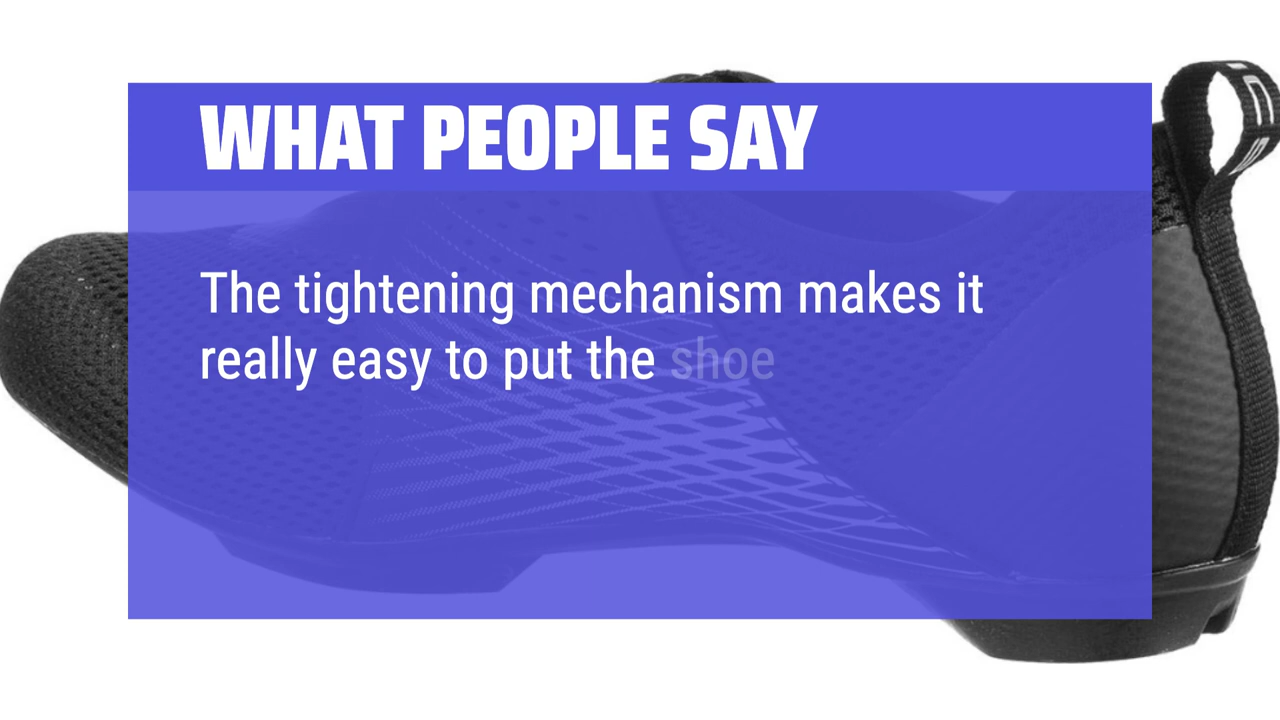 WHAT PEOPLE SAY
The tightening mechanism makes it
really easy to put the shoe